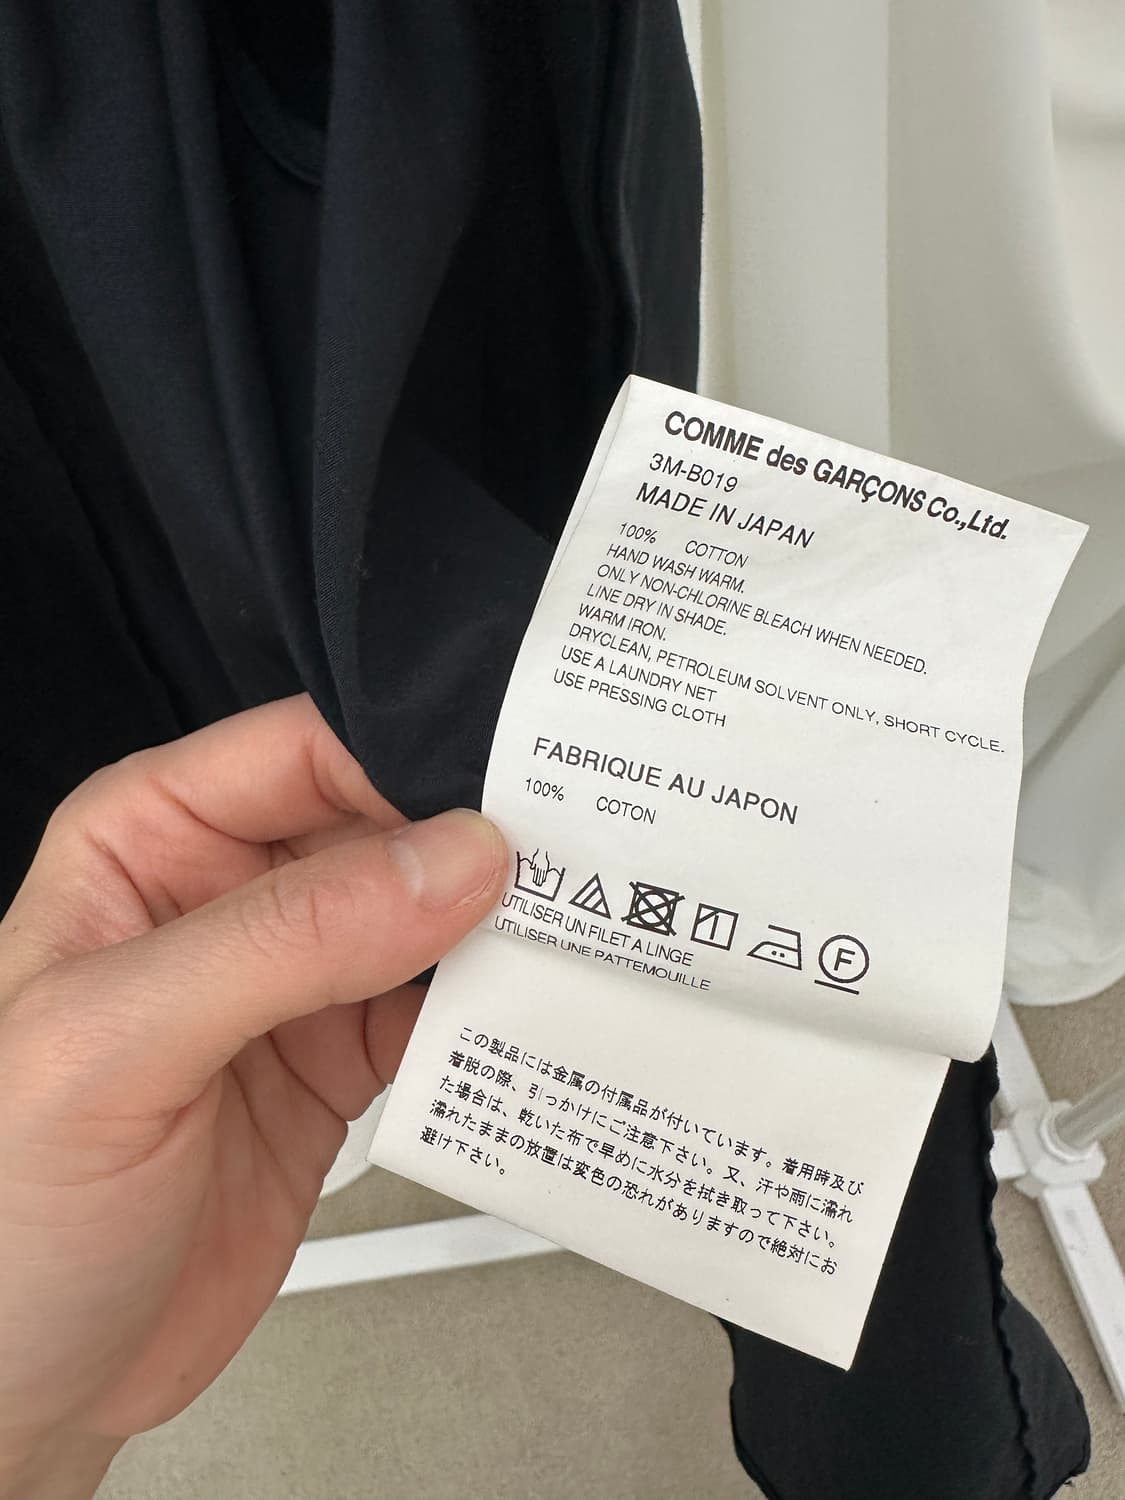 COMME des GARÇONS Co.,Ltd.
3M-B019
MADE IN JAPAN
100% COTTON
HAND WASH WARM.
ONLY NON-CHLORINE BLEACH WHEN NEEDED.
LINE DRY IN SHADE.
WARM IRON.
DRYCLEAN, PETROLEUM SOLVENT ONLY, SHORT CYCLE.
USE A LAUNDRY NET
USE PRESSING CLOTH
FABRIQUE AU JAPON
100% COTON
F
UTILISER UN FILET A LINGE
UTILISER UNE PATTEMOUILLE
この製品には金属の付属品が付いています。着用時及び
着脱の際、引っかけにご注意下さい。又、汗や雨に濡れ
た場合は、乾いた布で早めに水分を拭き取って下さい。
濡れたままの放置は変色の恐れがありますので絶対にお
避け下さい。